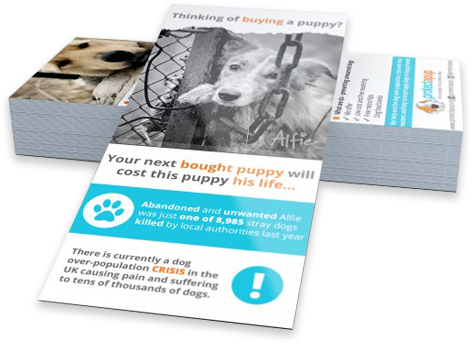 Thinking of buying a puppy?
Alfie
Your next bought puppy will
cost this puppy his life...
Abandoned and unwanted Alfie
was just one of 8,985 stray dogs
killed by local authorities last year
There is currently a dog
over-population CRISIS in the
UK causing pain and suffering
to tens of thousands of dogs.
!